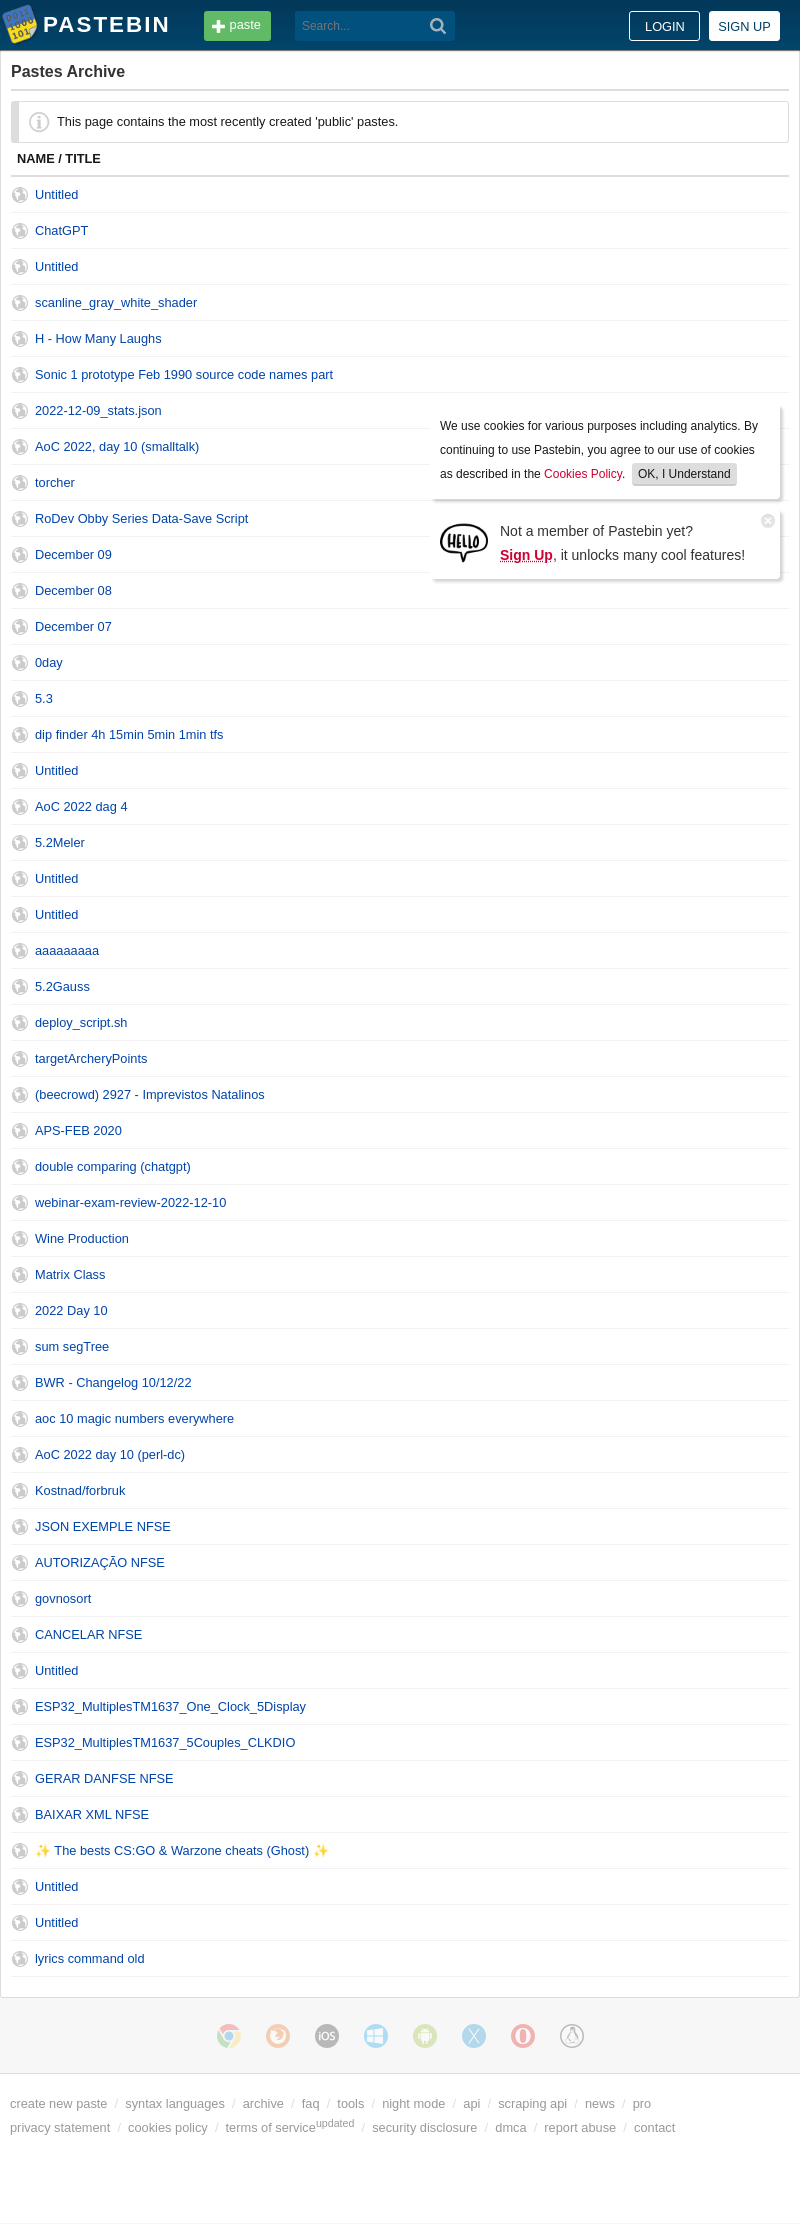 PASTEBIN
paste
Search...
LOGIN
SIGN UP
Pastes Archive
This page contains the most recently created 'public' pastes.
NAME / TITLE
Untitled
ChatGPT
Untitled
scanline_gray_white_shader
H - How Many Laughs
Sonic 1 prototype Feb 1990 source code names part
2022-12-09_stats.json
AoC 2022, day 10 (smalltalk)
torcher
RoDev Obby Series Data-Save Script
December 09
December 08
December 07
0day
5.3
dip finder 4h 15min 5min 1min tfs
Untitled
AoC 2022 dag 4
5.2Meler
Untitled
Untitled
aaaaaaaaa
5.2Gauss
deploy_script.sh
targetArcheryPoints
(beecrowd) 2927 - Imprevistos Natalinos
APS-FEB 2020
double comparing (chatgpt)
webinar-exam-review-2022-12-10
Wine Production
Matrix Class
2022 Day 10
sum segTree
BWR - Changelog 10/12/22
aoc 10 magic numbers everywhere
AoC 2022 day 10 (perl-dc)
Kostnad/forbruk
JSON EXEMPLE NFSE
AUTORIZAÇÃO NFSE
govnosort
CANCELAR NFSE
Untitled
ESP32_MultiplesTM1637_One_Clock_5Display
ESP32_MultiplesTM1637_5Couples_CLKDIO
GERAR DANFSE NFSE
BAIXAR XML NFSE
✨ The bests CS:GO & Warzone cheats (Ghost) ✨
Untitled
Untitled
lyrics command old
We use cookies for various purposes including analytics. By
continuing to use Pastebin, you agree to our use of cookies
as described in the Cookies Policy. OK, I Understand
HELLO
Not a member of Pastebin yet?
Sign Up, it unlocks many cool features!
iOS
create new paste / syntax languages / archive / faq / tools / night mode / api / scraping api / news / pro
privacy statement / cookies policy / terms of service updated / security disclosure / dmca / report abuse / contact